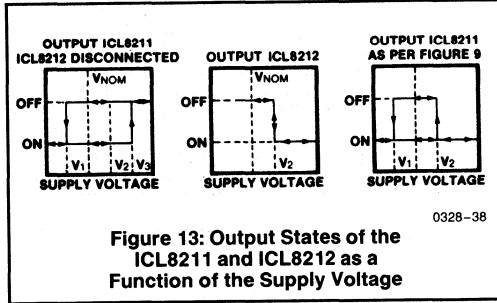 OUTPUT ICL8211
ICL8212 DISCONNECTED
VNOM
OFF
ON
V1
V2
V3
SUPPLY VOLTAGE
OUTPUT ICL8212
VNOM
OFF
ON
V2
SUPPLY VOLTAGE
OUTPUT ICL8211
AS PER FIGURE 9
OFF
ON
V1
V2
SUPPLY VOLTAGE
0328–38
Figure 13: Output States of the
ICL8211 and ICL8212 as a
Function of the Supply Voltage